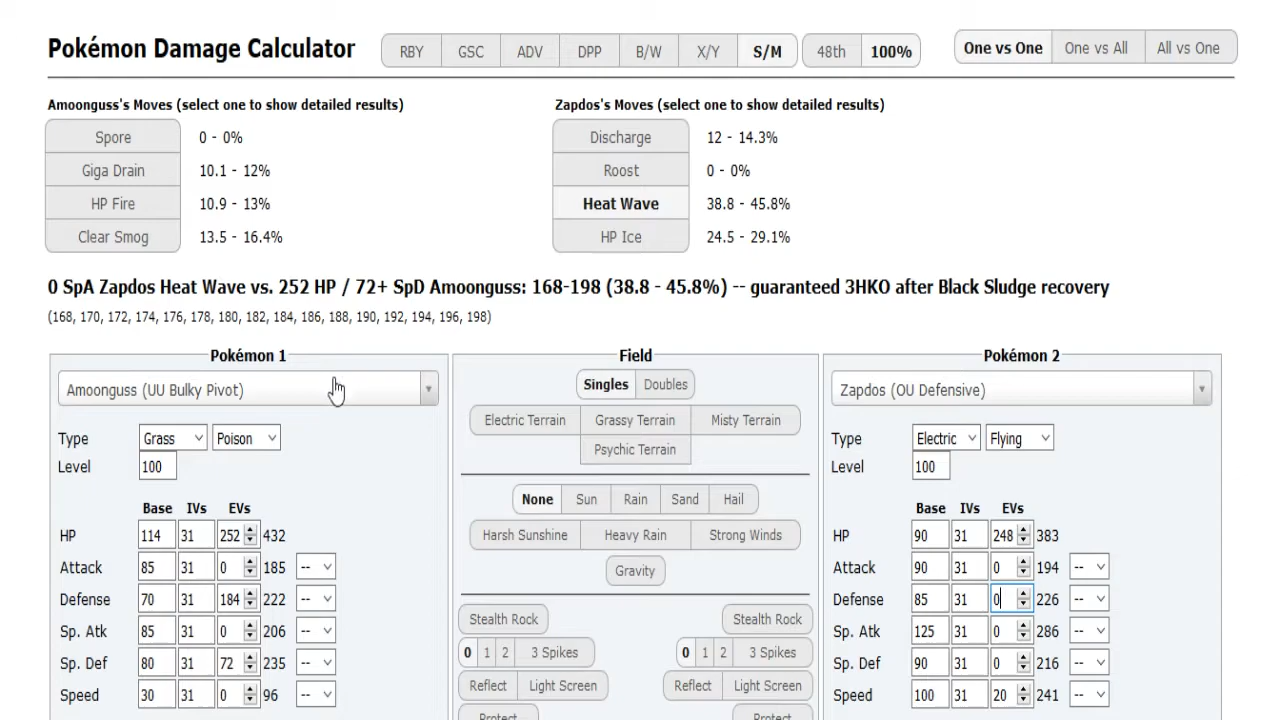 Pokémon Damage Calculator RBY GSC ADV DPP B/W X/Y S/M 48th 100% One vs One One vs All All vs One
Amoonguss's Moves (select one to show detailed results) Zapdos's Moves (select one to show detailed results)
Spore 0 - 0% Discharge 12 - 14.3%
Giga Drain 10.1 - 12% Roost 0 - 0%
HP Fire 10.9 - 13% Heat Wave 38.8 - 45.8%
Clear Smog 13.5 - 16.4% HP Ice 24.5 - 29.1%
0 SpA Zapdos Heat Wave vs. 252 HP / 72+ SpD Amoonguss: 168-198 (38.8 - 45.8%) -- guaranteed 3HKO after Black Sludge recovery
(168, 170, 172, 174, 176, 178, 180, 182, 184, 186, 188, 190, 192, 194, 196, 198)
Pokémon 1
Amoonguss (UU Bulky Pivot)
Type Grass Poison
Level 100
Base IVs EVs
HP 114 31 252 432
Attack 85 31 0 185 --
Defense 70 31 184 222 --
Sp. Atk 85 31 0 206 --
Sp. Def 80 31 72 235 --
Speed 30 31 0 96 --
Field
Singles Doubles
Electric Terrain Grassy Terrain Misty Terrain
Psychic Terrain
None Sun Rain Sand Hail
Harsh Sunshine Heavy Rain Strong Winds
Gravity
Stealth Rock Stealth Rock
0 1 2 3 Spikes 0 1 2 3 Spikes
Reflect Light Screen Reflect Light Screen
Protect Protect
Pokémon 2
Zapdos (OU Defensive)
Type Electric Flying
Level 100
Base IVs EVs
HP 90 31 248 383
Attack 90 31 0 194 --
Defense 85 31 0 226 --
Sp. Atk 125 31 0 286 --
Sp. Def 90 31 0 216 --
Speed 100 31 20 241 --